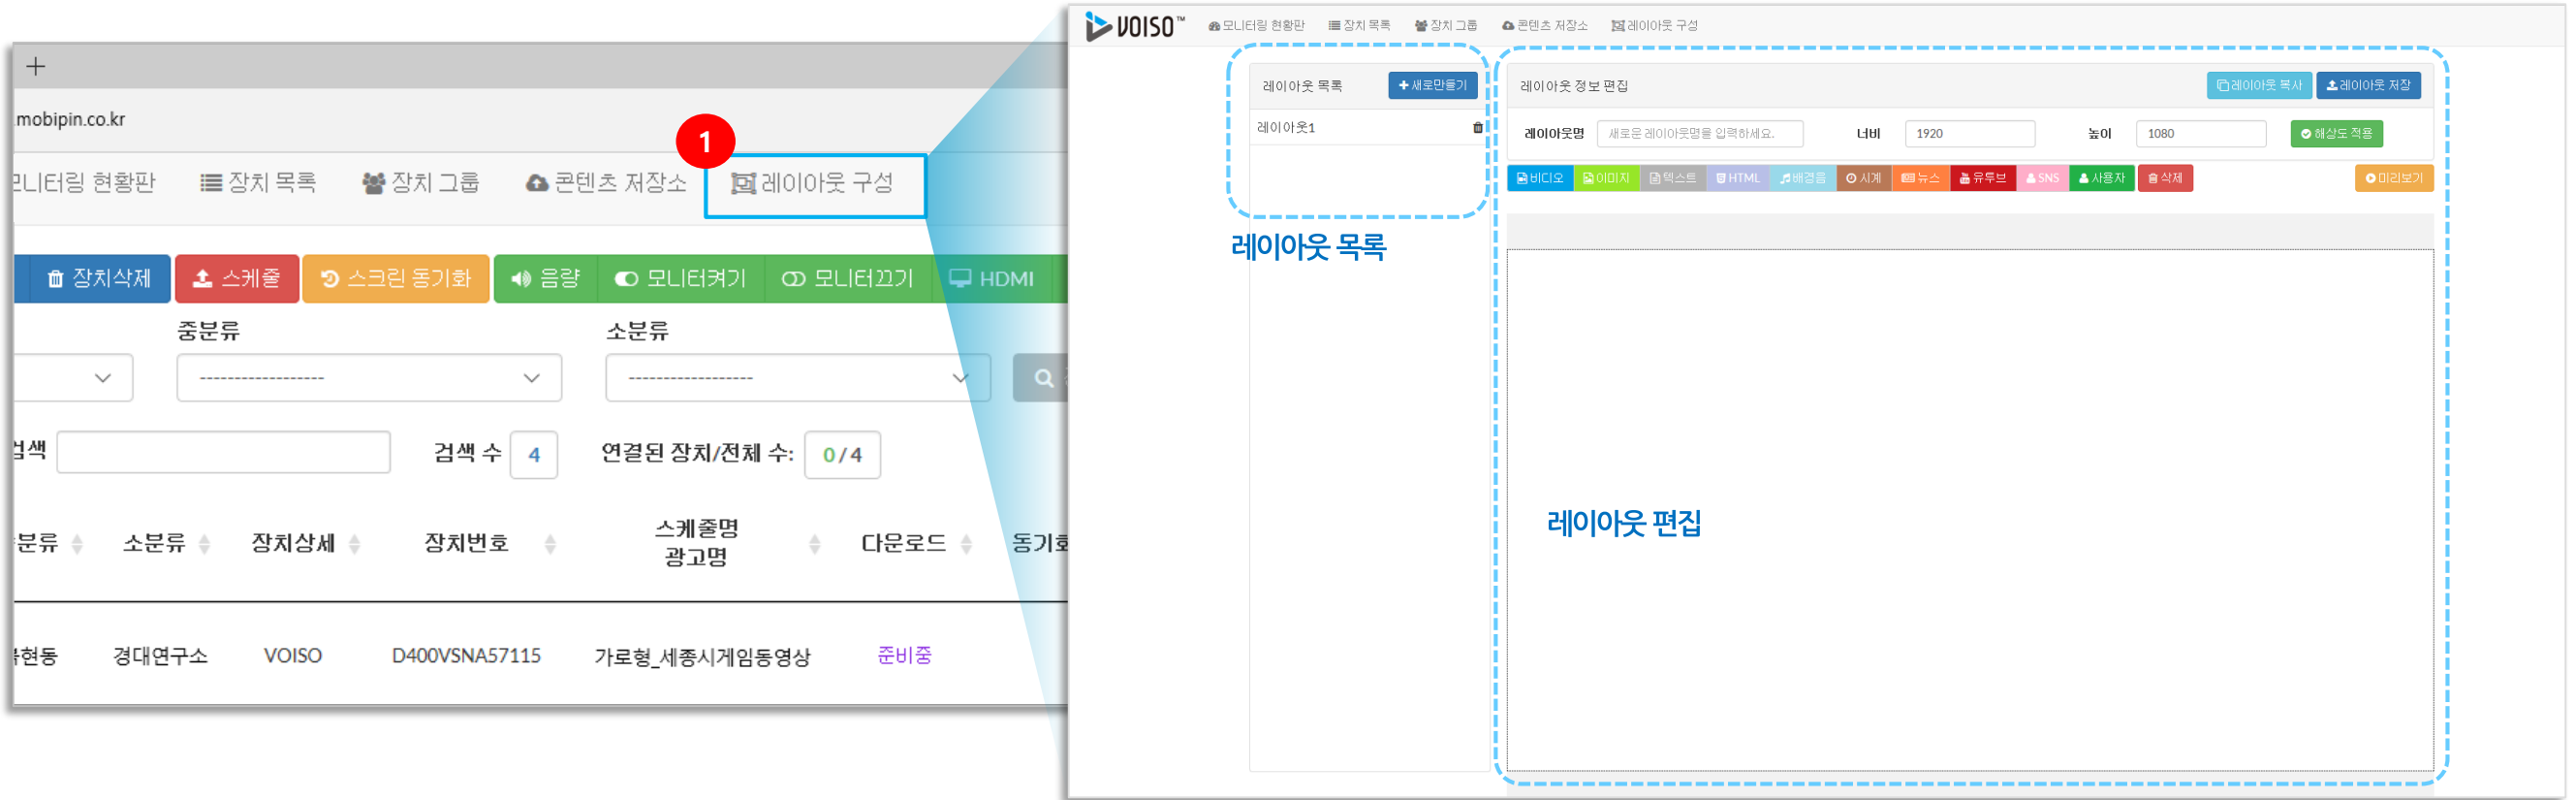 mobipin.co.kr
모니터링 현황판 장치 목록 장치 그룹 콘텐츠 저장소 레이아웃 구성
1
장치삭제 스케줄 스크린 동기화 음량 모니터켜기 모니터끄기 HDMI
중분류 소분류
------------------ ------------------
검색 검색 수 4 연결된 장치/전체 수: 0 / 4
분류 소분류 장치상세 장치번호 스케줄명 다운로드 동기화
광고명
경대연구소 VOISO D400VSNA57115 가로형_세종시게임동영상 준비중
VOISO™ 모니터링 현황판 장치 목록 장치 그룹 콘텐츠 저장소 레이아웃 구성
레이아웃 목록 새로만들기
레이아웃1
레이아웃 목록
레이아웃 정보 편집 레이아웃 복사 레이아웃 저장
레이아웃명 새로운 레이아웃명을 입력하세요. 너비 1920 높이 1080 해상도 적용
비디오 이미지 텍스트 HTML 배경음 시계 뉴스 유투브 SNS 사용자 삭제 미리보기
레이아웃 편집